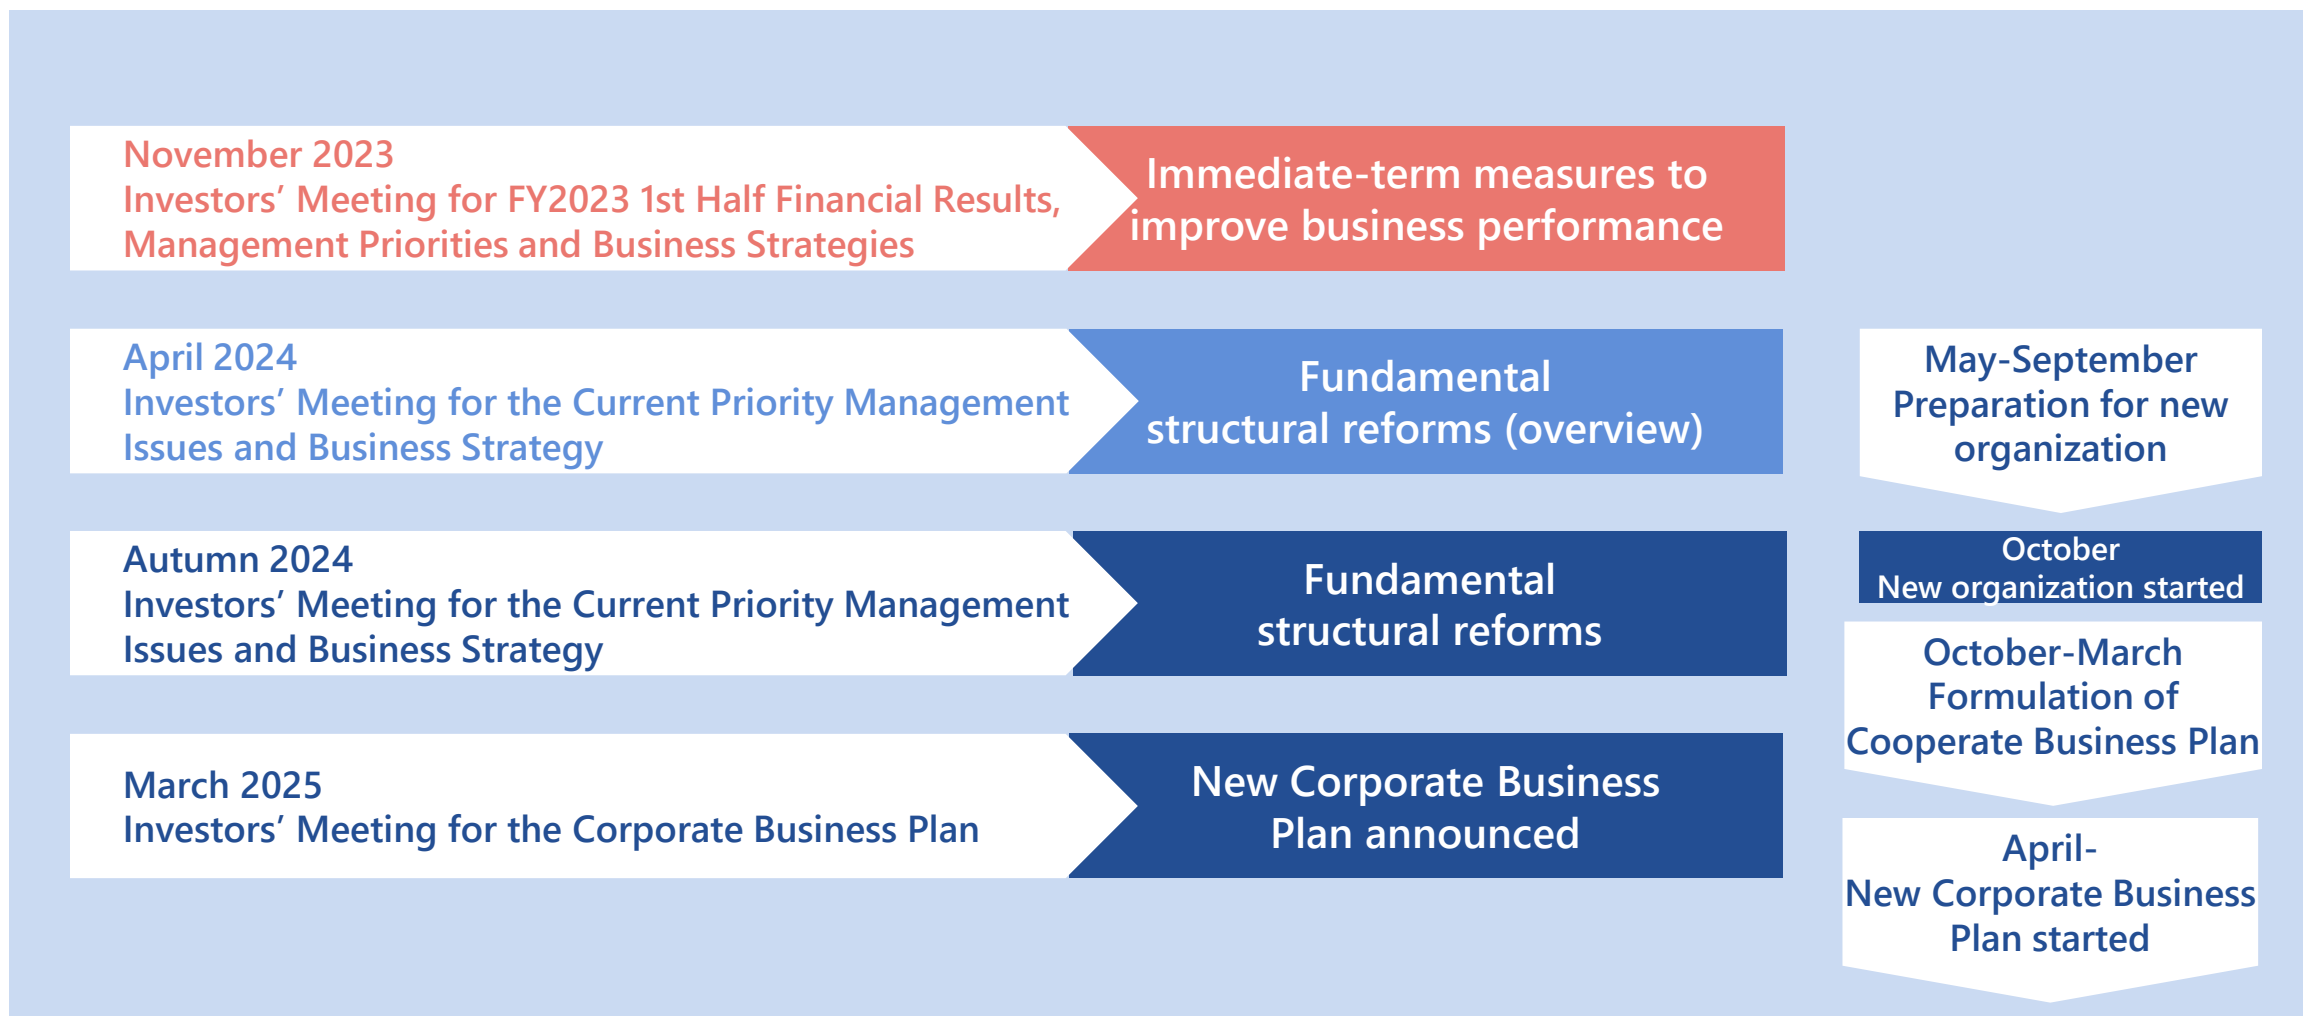 November 2023
Investors’ Meeting for FY2023 1st Half Financial Results,
Management Priorities and Business Strategies
Immediate-term measures to
improve business performance
April 2024
Investors’ Meeting for the Current Priority Management
Issues and Business Strategy
Fundamental
structural reforms (overview)
May-September
Preparation for new
organization
Autumn 2024
Investors’ Meeting for the Current Priority Management
Issues and Business Strategy
Fundamental
structural reforms
October
New organization started
October-March
Formulation of
Cooperate Business Plan
March 2025
Investors’ Meeting for the Corporate Business Plan
New Corporate Business
Plan announced
April-
New Corporate Business
Plan started